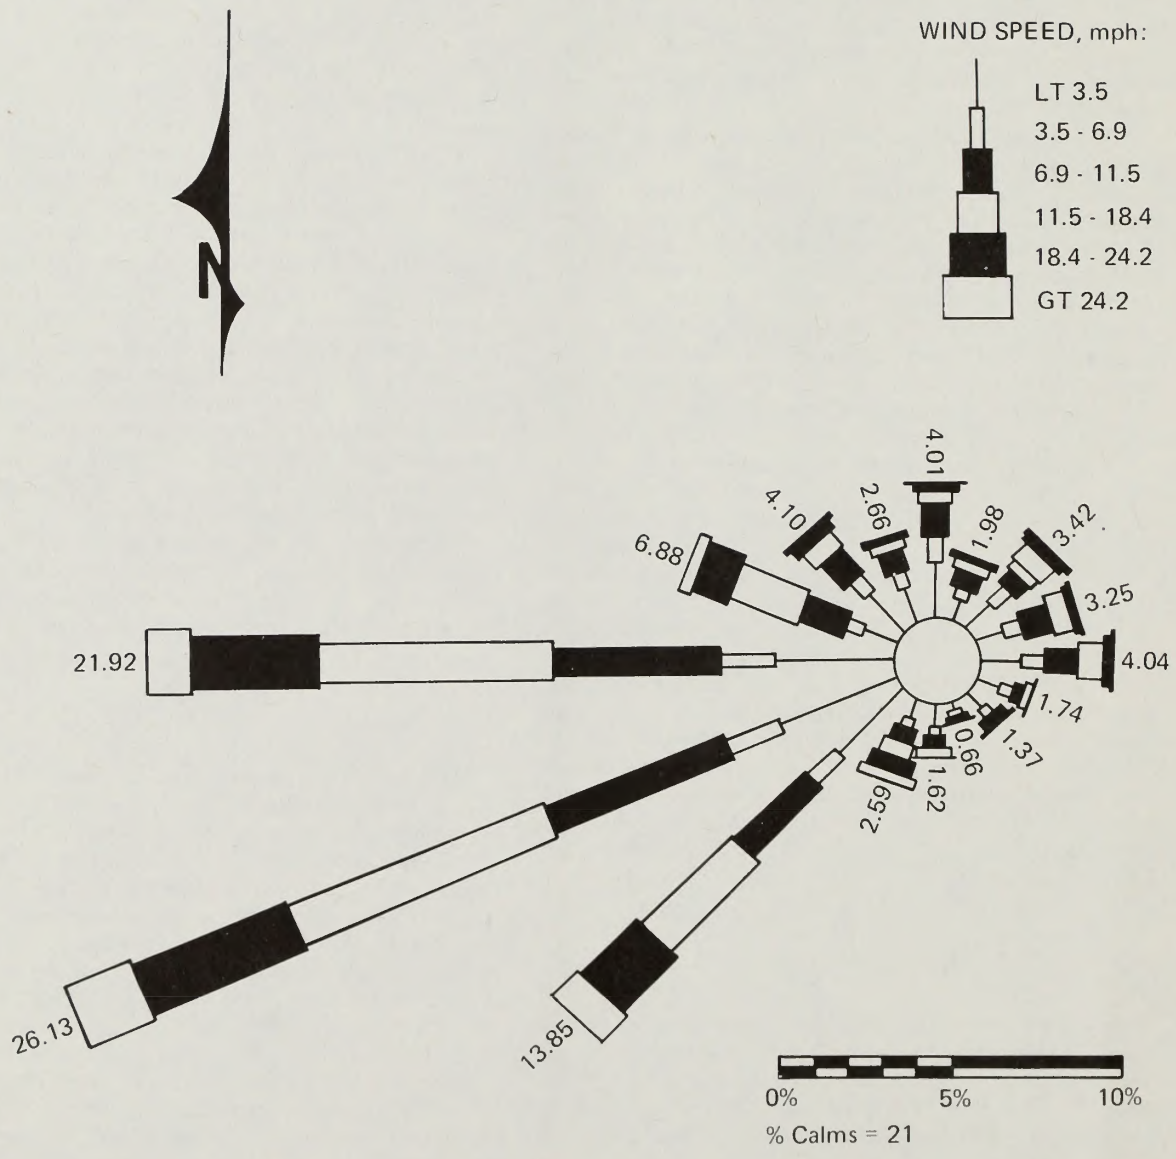 WIND SPEED, mph:
LT 3.5
3.5 - 6.9
6.9 - 11.5
11.5 - 18.4
18.4 - 24.2
GT 24.2
N
4.01
1.98
3.42
3.25
4.04
1.74
1.37
0.66
1.62
2.59
13.85
26.13
21.92
6.88
4.10
2.66
0% 5% 10%
% Calms = 21